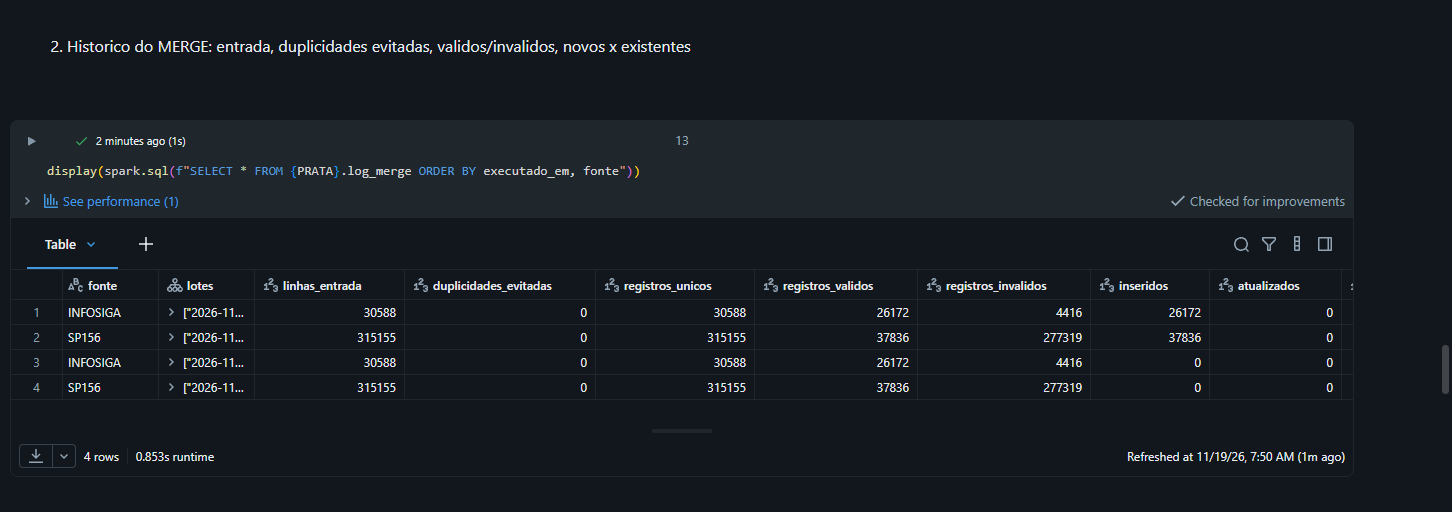 2. Historico do MERGE: entrada, duplicidades evitadas, validos/invalidos, novos x existentes
2 minutes ago (1s)
13
display(spark.sql(f"SELECT * FROM {PRATA}.log_merge ORDER BY executado_em, fonte"))
See performance (1)
Checked for improvements
Table
fonte lotes linhas_entrada duplicidades_evitadas registros_unicos registros_validos registros_invalidos inseridos atualizados
1 INFOSIGA ["2026-11... 30588 0 30588 26172 4416 26172 0
2 SP156 ["2026-11... 315155 0 315155 37836 277319 37836 0
3 INFOSIGA ["2026-11... 30588 0 30588 26172 4416 0 0
4 SP156 ["2026-11... 315155 0 315155 37836 277319 0 0
4 rows 0.853s runtime
Refreshed at 11/19/26, 7:50 AM (1m ago)